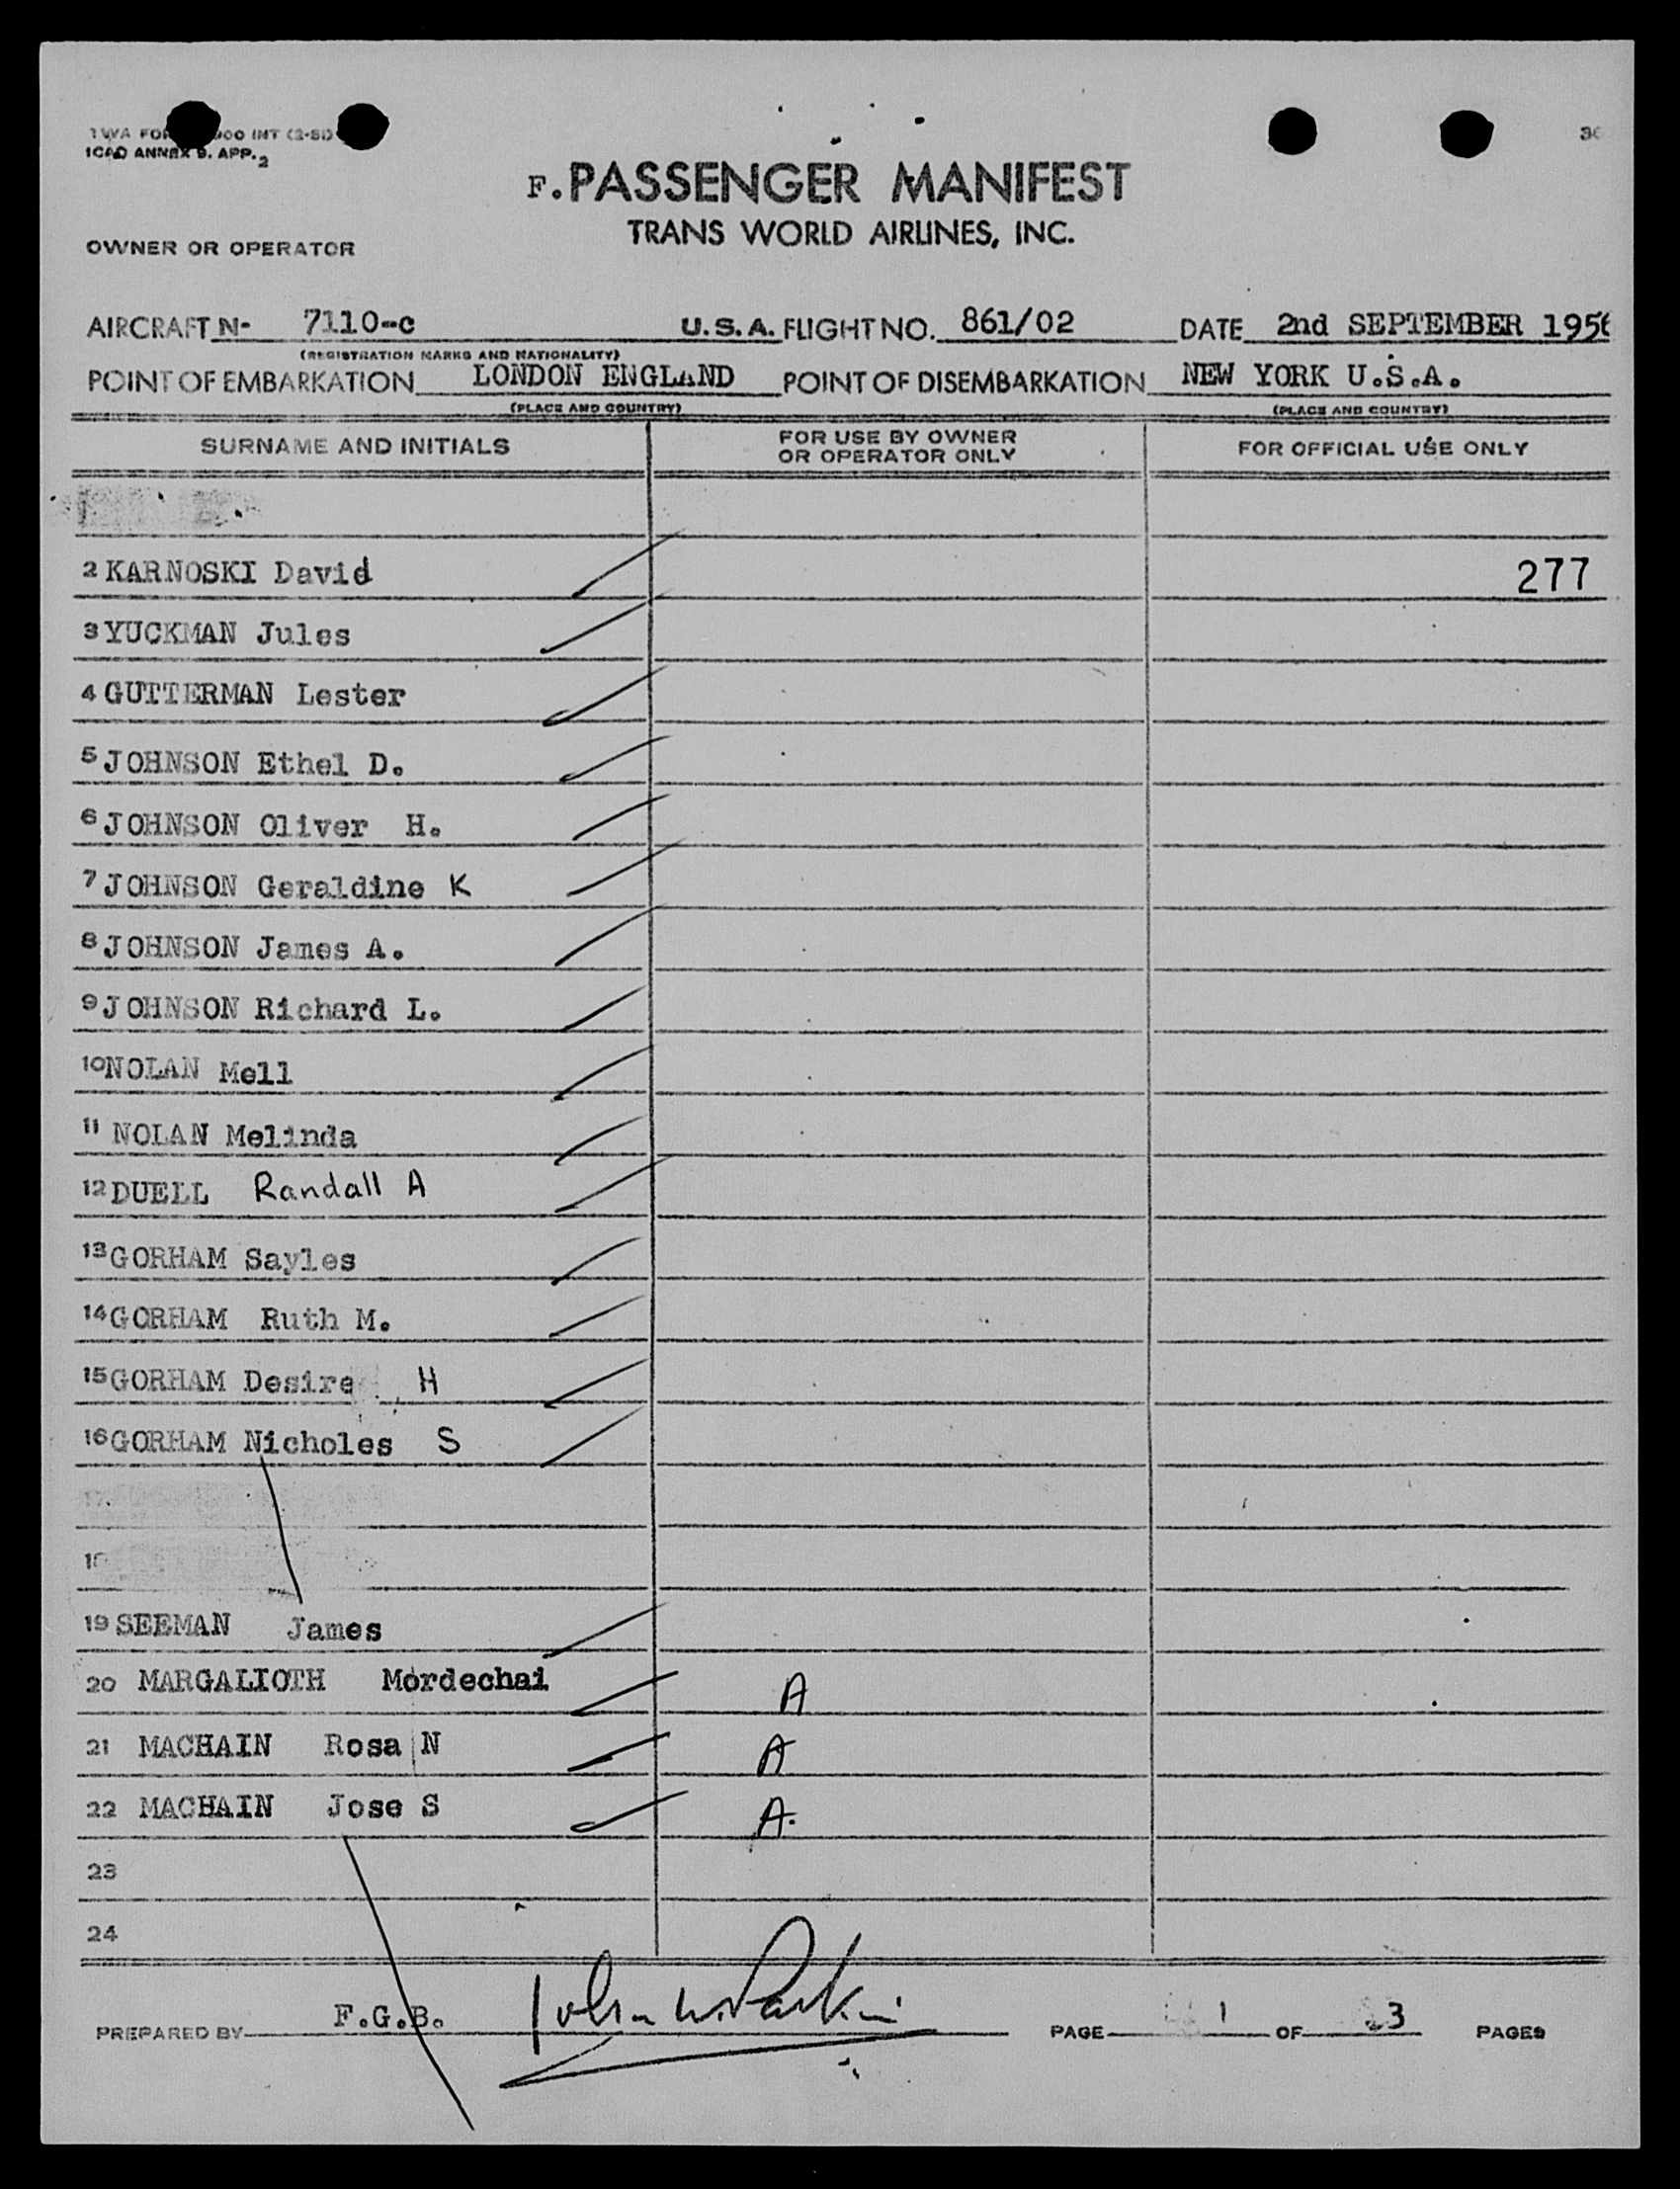 ICAO ANNEX 9. APP. 2
F. PASSENGER MANIFEST
TRANS WORLD AIRLINES, INC.
OWNER OR OPERATOR
AIRCRAFT N- 7110-c U.S.A. FLIGHT NO. 861/02 DATE 2nd SEPTEMBER
(REGISTRATION MARKS AND NATIONALITY)
POINT OF EMBARKATION LONDON ENGLAND POINT OF DISEMBARKATION NEW YORK U.S.A.
(PLACE AND COUNTRY) (PLACE AND COUNTRY)
SURNAME AND INITIALS FOR USE BY OWNER OR OPERATOR ONLY FOR OFFICIAL USE ONLY
2 KARNOSKI David 277
3 YUCKMAN Jules
4 GUTTERMAN Lester
5 JOHNSON Ethel D.
6 JOHNSON Oliver H.
7 JOHNSON Geraldine K
8 JOHNSON James A.
9 JOHNSON Richard L.
10 NOLAN Mell
11 NOLAN Melinda
12 DUELL Randall A
13 GORHAM Sayles
14 GORHAM Ruth M.
15 GORHAM Desire H
16 GORHAM Nicholes S
17
19 SEEMAN James
20 MARGALIOTH Mordechai A
21 MACHAIN Rosa N A
22 MACHAIN Jose S A.
23
24
PREPARED BY F.G.B. PAGE 1 OF 3 PAGES